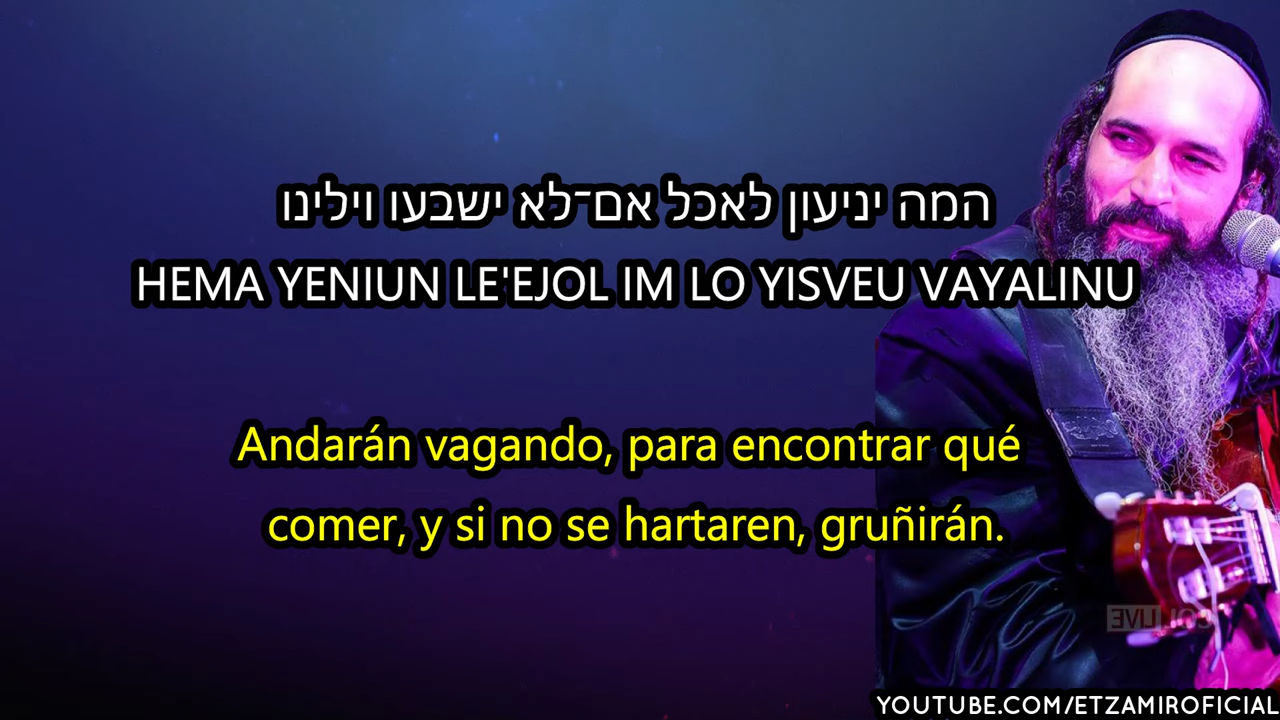 המה יניעון לאכל אם־לא ישבעו וילינו
HEMA YENIUN LE'EJOL IM LO YISVEU VAYALINU
Andarán vagando, para encontrar qué
comer, y si no se hartaren, gruñirán.
YOUTUBE.COM/ETZAMIROFICIAL